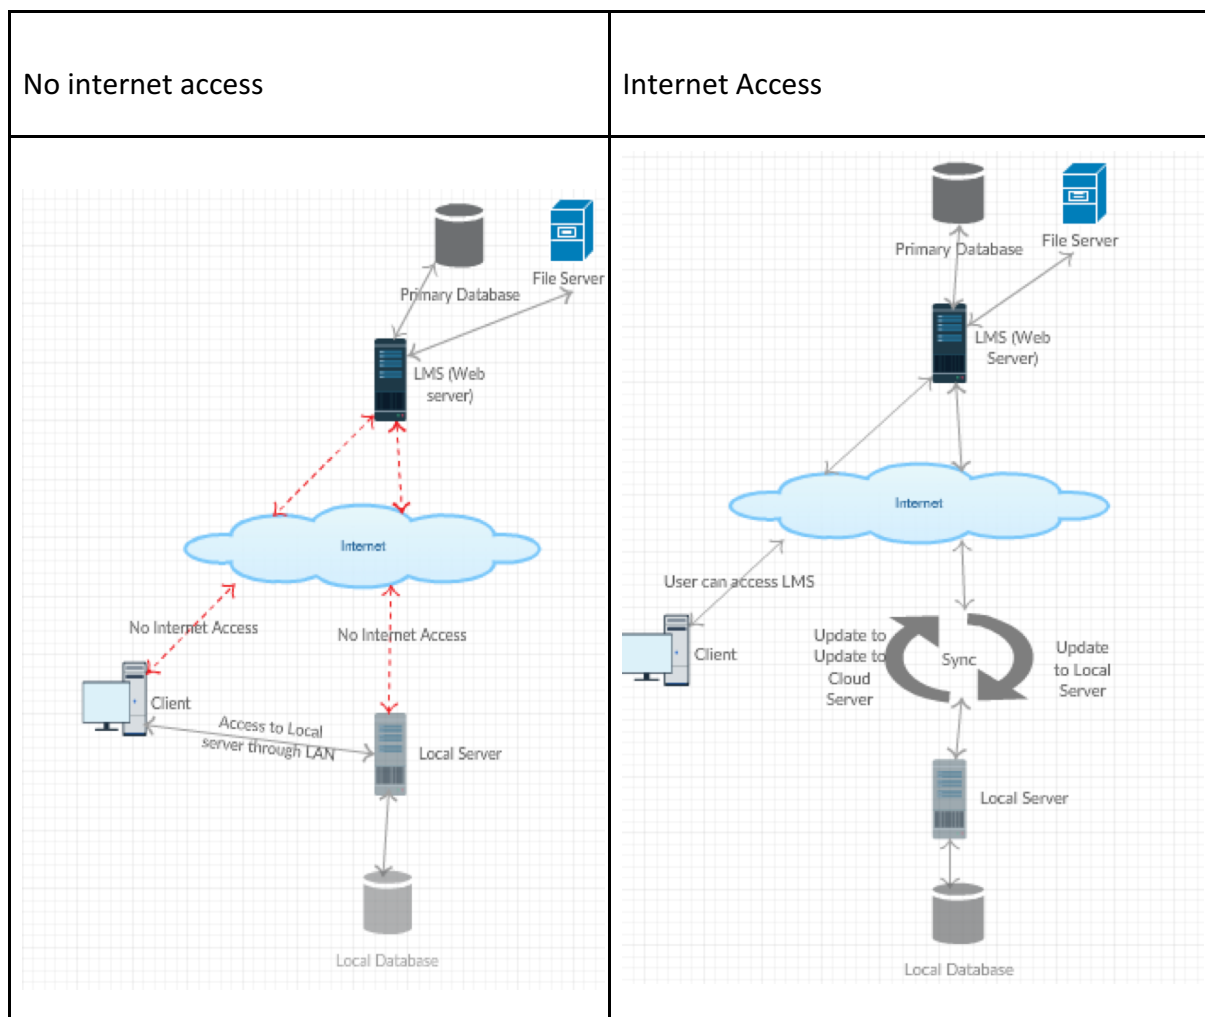 No internet access
Internet Access
Primary Database
File Server
LMS (Web
server)
Internet
No Internet Access
No Internet Access
Client
Access to Local
server through LAN
Local Server
Local Database
Primary Database
File Server
LMS (Web
Server)
Internet
User can access LMS
Client
Update to
Update to
Cloud
Server
Sync
Update
to Local
Server
Local Server
Local Database